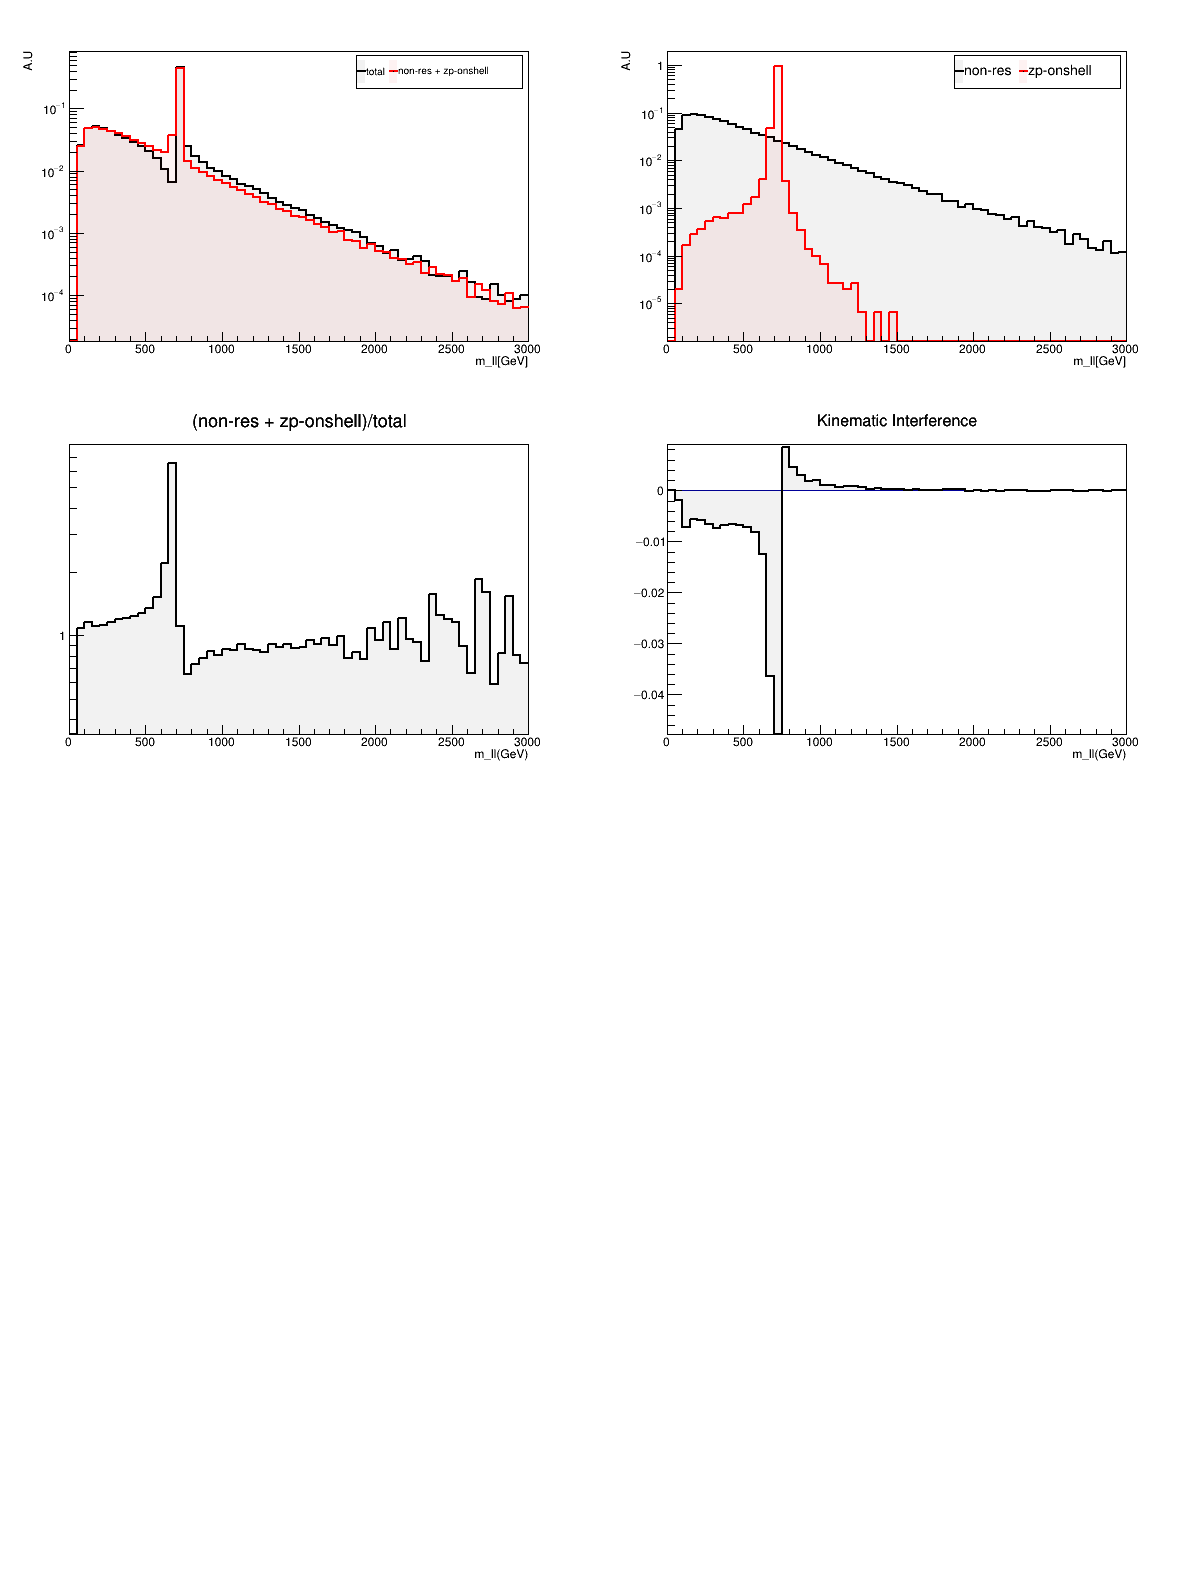 A.U
total non-res + zp-onshell
10−1
10−2
10−3
10−4
0 500 1000 1500 2000 2500 3000
m_ll[GeV]
A.U
non-res zp-onshell
1
10−1
10−2
10−3
10−4
10−5
0 500 1000 1500 2000 2500 3000
m_ll[GeV]
(non-res + zp-onshell)/total
1
0 500 1000 1500 2000 2500 3000
m_ll(GeV)
Kinematic Interference
0
−0.01
−0.02
−0.03
−0.04
0 500 1000 1500 2000 2500 3000
m_ll(GeV)